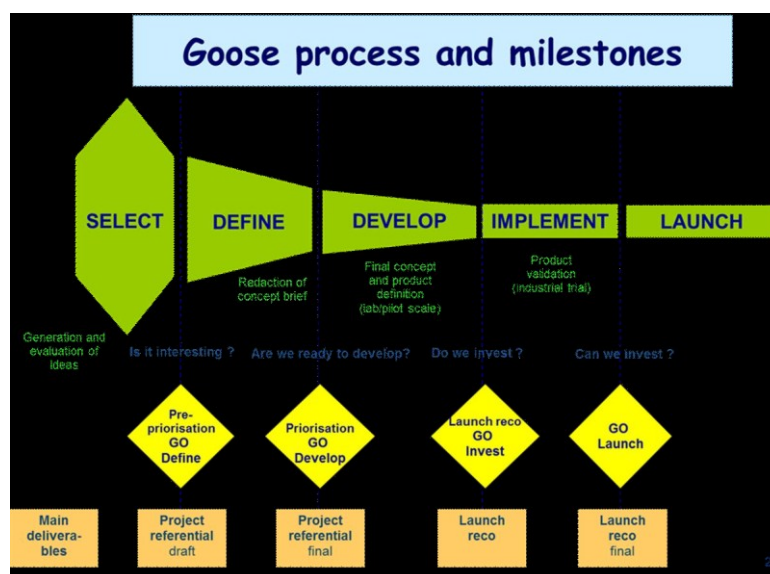 Goose process and milestones
SELECT
DEFINE
DEVELOP
IMPLEMENT
LAUNCH
Generation and
evaluation of
Ideas
Redaction of
concept brief
Final concept
and product
definition
(lab/pilot scale)
Product
validation
(industrial trial)
Is it interesting ?
Are we ready to develop?
Do we invest ?
Can we invest ?
Pre-
priorisation
GO
Define
Priorisation
GO
Develop
Launch reco
GO
Invest
GO
Launch
Main
delivera-
bles
Project
referential
draft
Project
referential
final
Launch
reco
Launch
reco
final
2